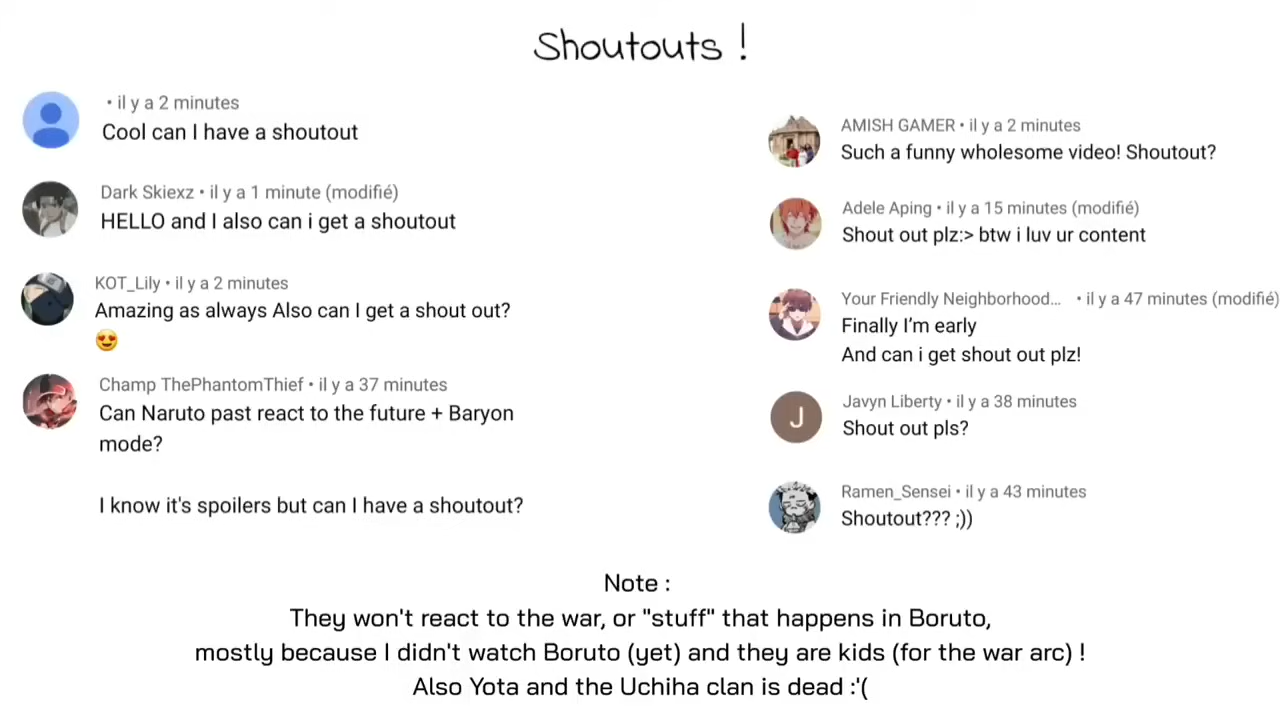 Shoutouts !
• il y a 2 minutes
Cool can I have a shoutout
Dark Skiexz • il y a 1 minute (modifié)
HELLO and I also can i get a shoutout
KOT_Lily • il y a 2 minutes
Amazing as always Also can I get a shout out?
😍
Champ ThePhantomThief • il y a 37 minutes
Can Naruto past react to the future + Baryon
mode?
I know it's spoilers but can I have a shoutout?
AMISH GAMER • il y a 2 minutes
Such a funny wholesome video! Shoutout?
Adele Aping • il y a 15 minutes (modifié)
Shout out plz:> btw i luv ur content
Your Friendly Neighborhood... • il y a 47 minutes (modifié)
Finally I'm early
And can i get shout out plz!
J
Javyn Liberty • il y a 38 minutes
Shout out pls?
Ramen_Sensei • il y a 43 minutes
Shoutout??? ;))
Note :
They won't react to the war, or "stuff" that happens in Boruto,
mostly because I didn't watch Boruto (yet) and they are kids (for the war arc) !
Also Yota and the Uchiha clan is dead :'(